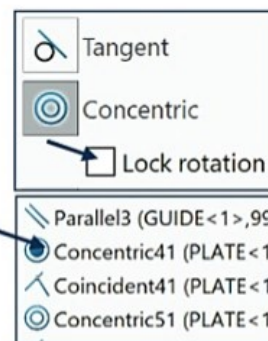 Tangent
Concentric
Lock rotation
Parallel3 (GUIDE<1>,99
Concentric41 (PLATE<1
Coincident41 (PLATE<1
Concentric51 (PLATE<1